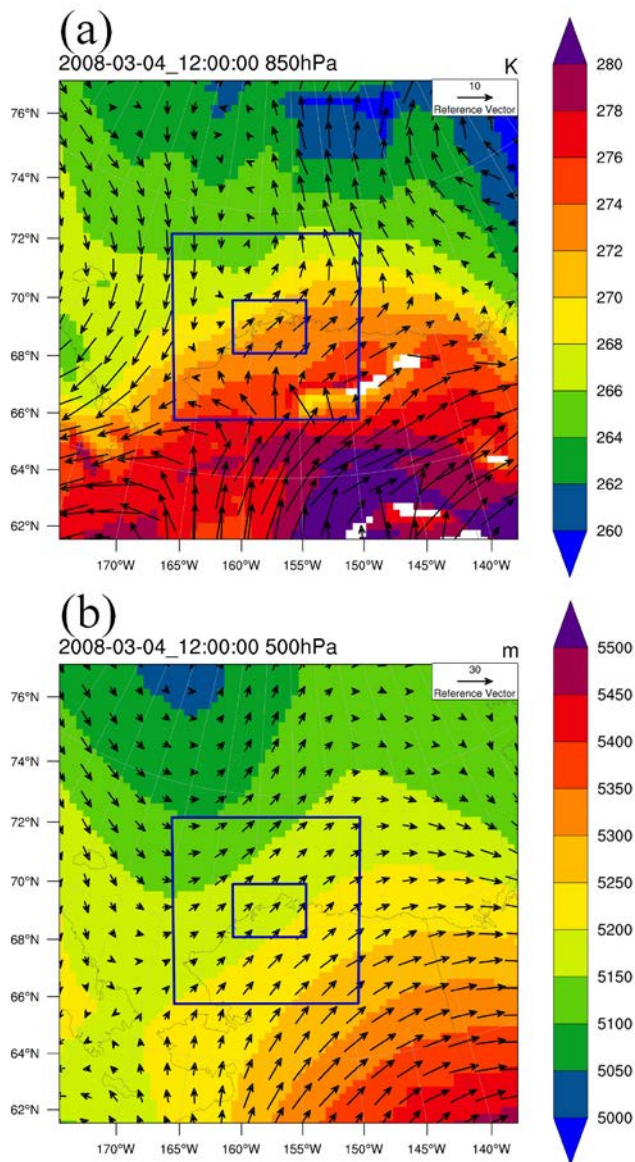 (a)
2008-03-04_12:00:00 850hPa K
10
Reference Vector
76°N
74°N
72°N
70°N
68°N
66°N
64°N
62°N
170°W 165°W 160°W 155°W 150°W 145°W 140°W
280
278
276
274
272
270
268
266
264
262
260
(b)
2008-03-04_12:00:00 500hPa m
30
Reference Vector
76°N
74°N
72°N
70°N
68°N
66°N
64°N
62°N
170°W 165°W 160°W 155°W 150°W 145°W 140°W
5500
5450
5400
5350
5300
5250
5200
5150
5100
5050
5000